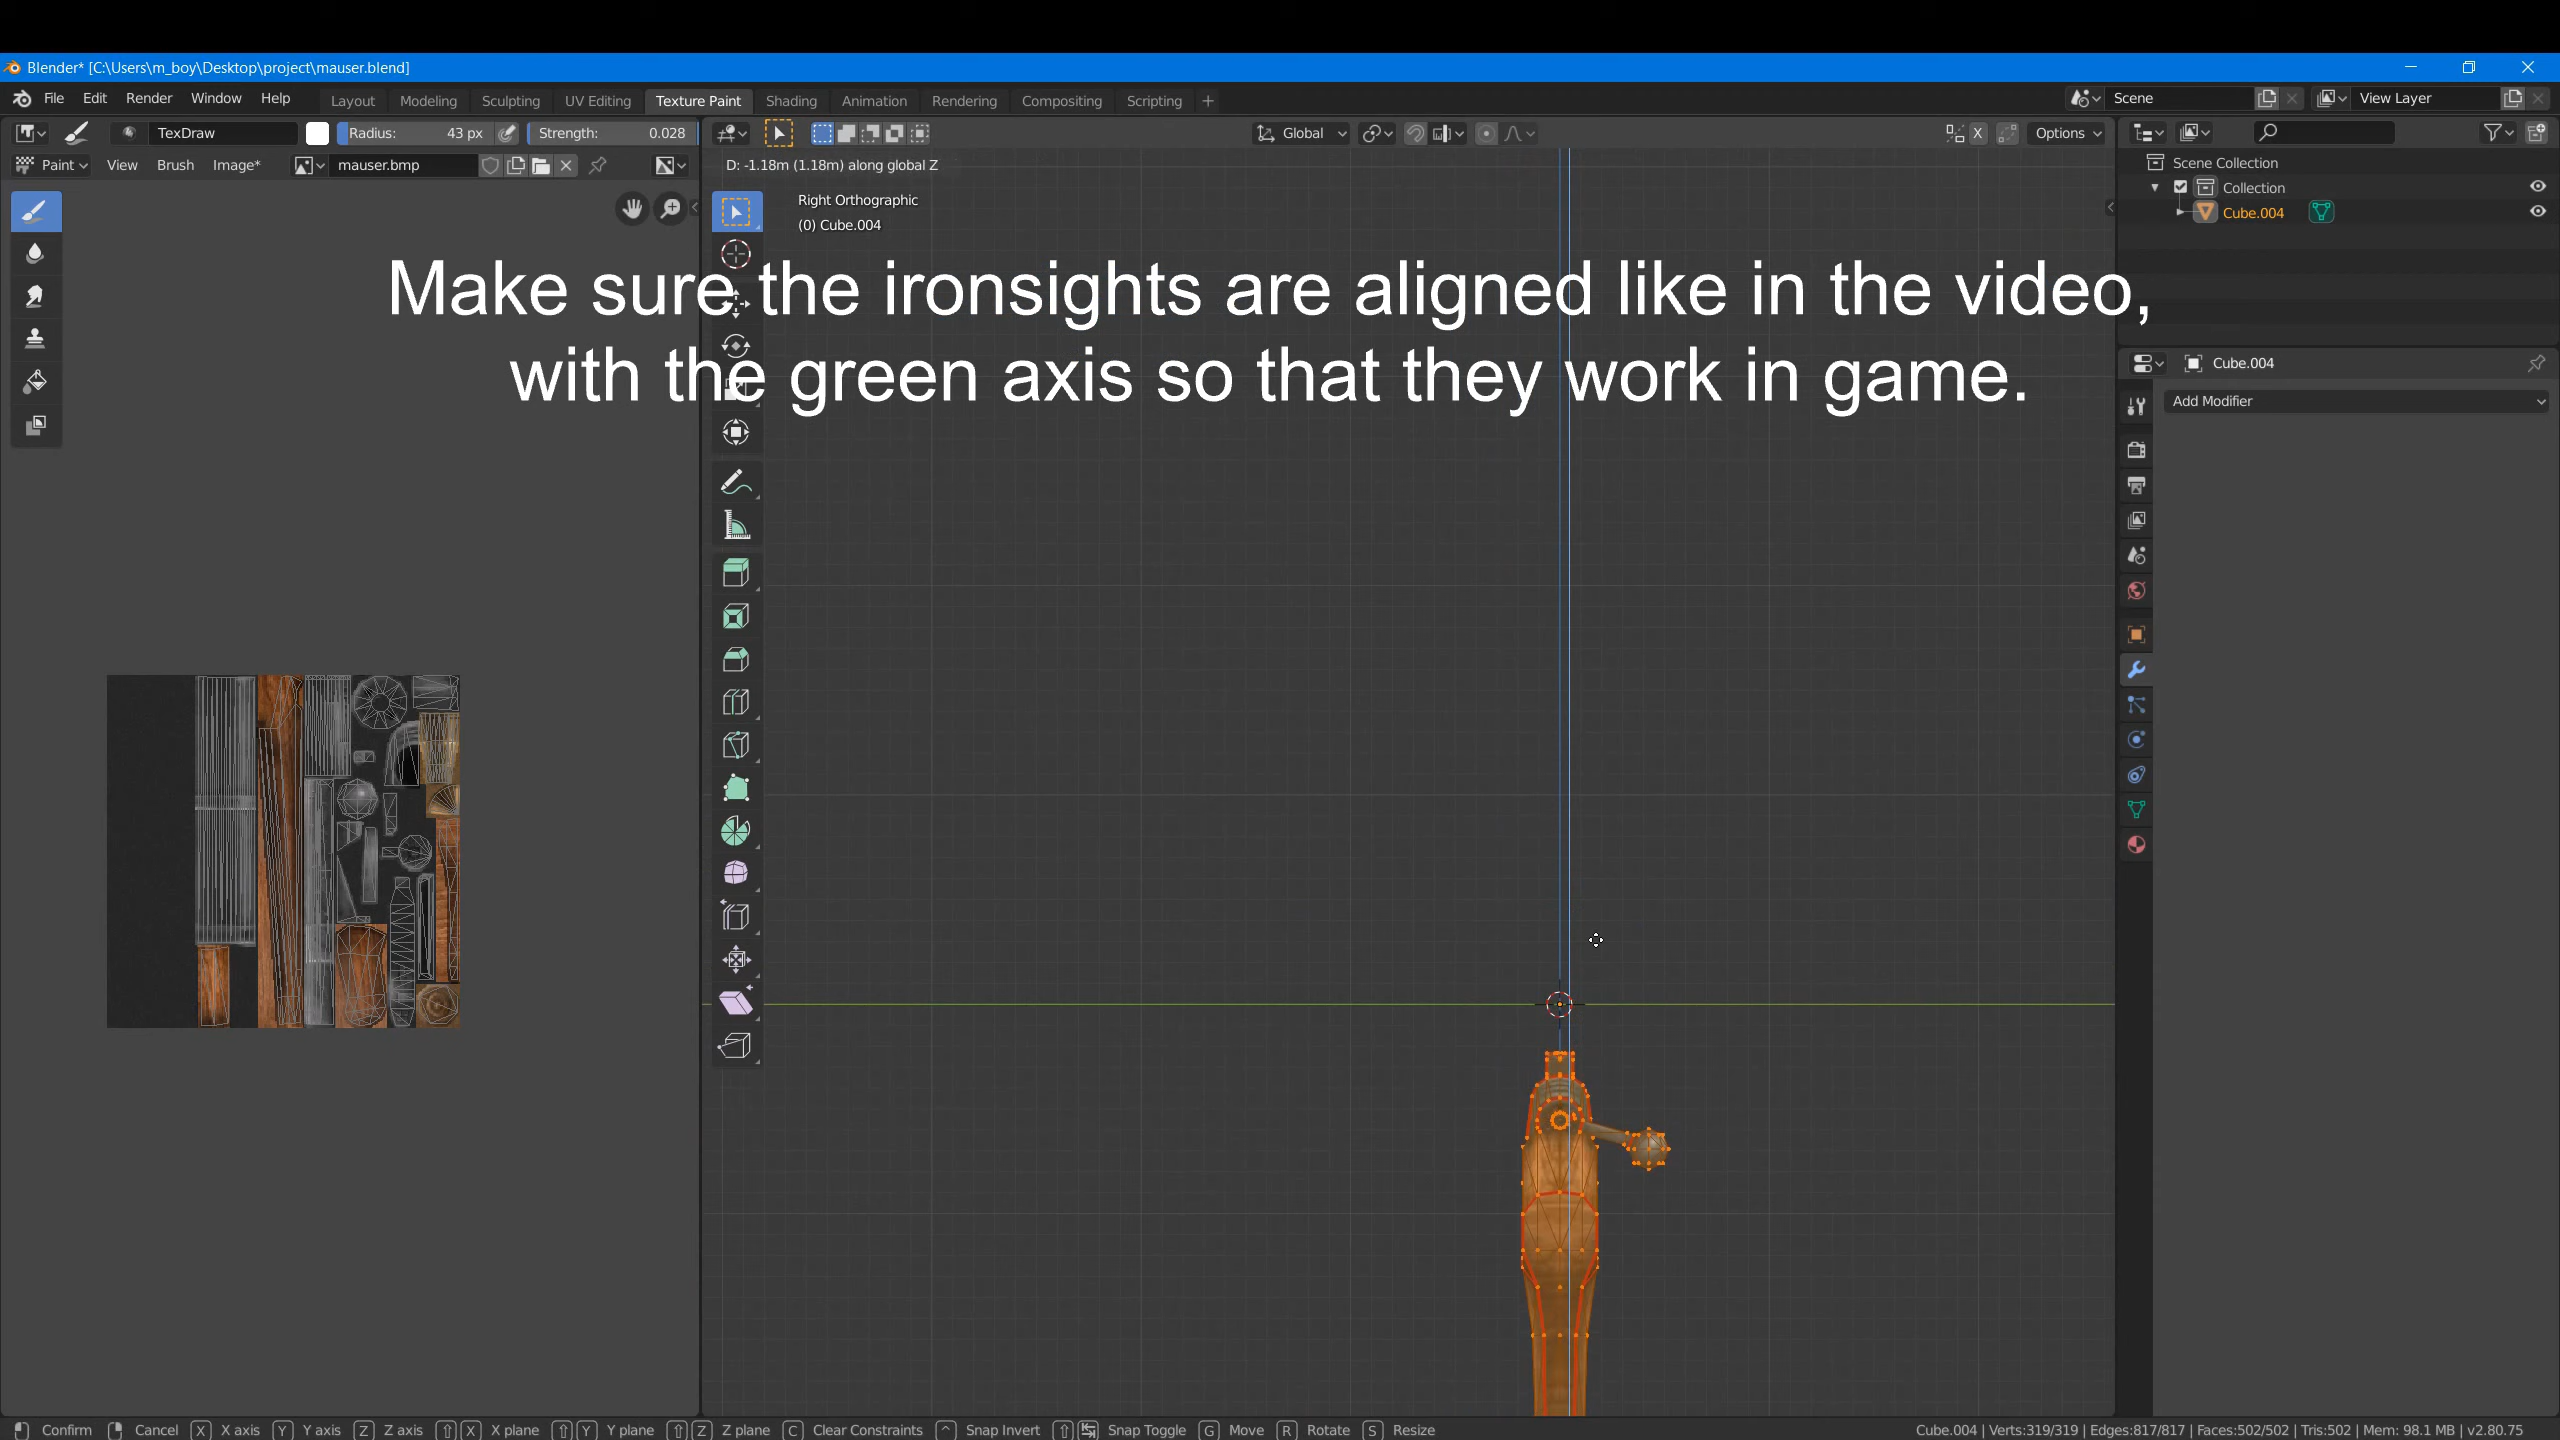 Blender* [C:\Users\m_boy\Desktop\project\mauser.blend]
File Edit Render Window Help Layout Modeling Sculpting UV Editing Texture Paint Shading Animation Rendering Compositing Scripting + Scene View Layer
TexDraw Radius: 43 px Strength: 0.028 Global X Options
Paint View Brush Image* mauser.bmp D: -1.18m (1.18m) along global Z Scene Collection
Collection
Right Orthographic
(0) Cube.004 Cube.004
Make sure the ironsights are aligned like in the video,
with the green axis so that they work in game.
Cube.004
Add Modifier
Confirm Cancel X X axis Y Y axis Z Z axis X X plane Y Y plane Z Z plane C Clear Constraints ^ Snap Invert Snap Toggle G Move R Rotate S Resize Cube.004 | Verts:319/319 | Edges:817/817 | Faces:502/502 | Tris:502 | Mem: 98.1 MB | v2.80.75